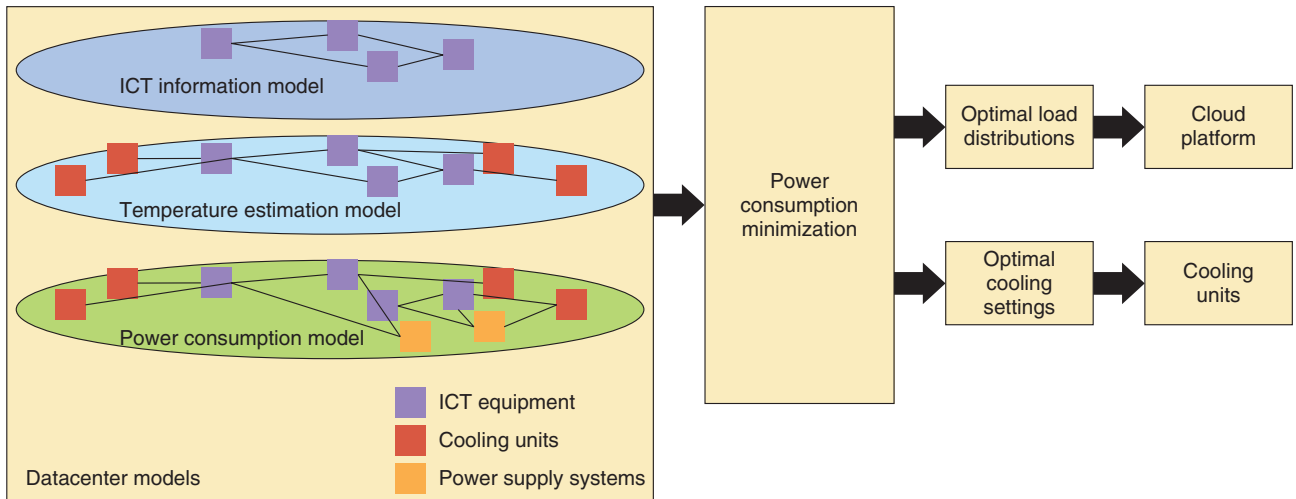 ICT information model
Temperature estimation model
Power consumption model
ICT equipment
Cooling units
Power supply systems
Datacenter models
Power
consumption
minimization
Optimal load
distributions
Cloud
platform
Optimal
cooling
settings
Cooling
units